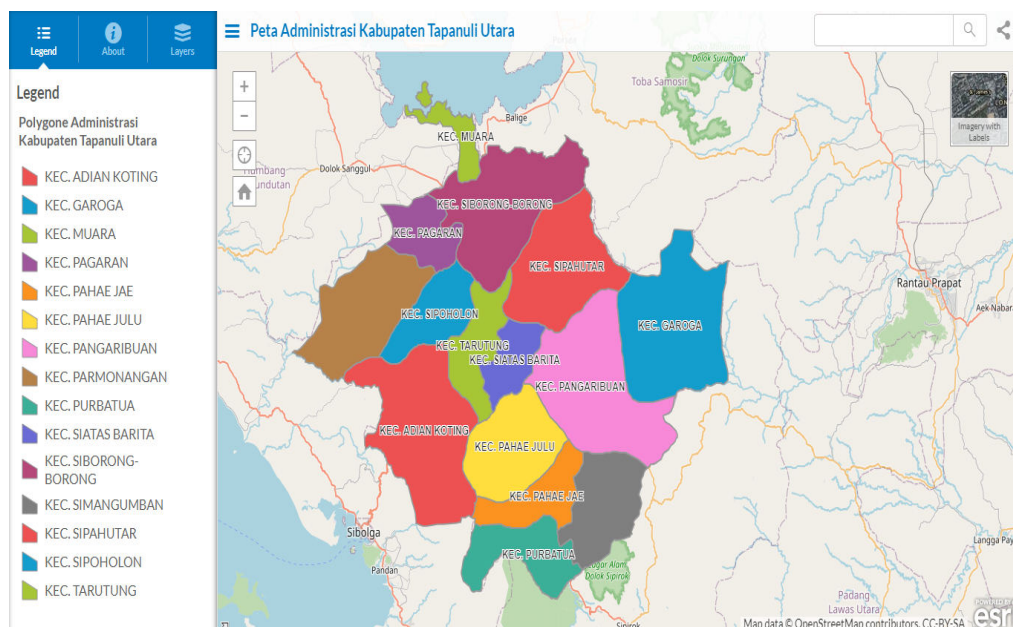 Legend
About
Layers
Peta Administrasi Kabupaten Tapanuli Utara
Legend
Polygone Administrasi
Kabupaten Tapanuli Utara
KEC. ADIAN KOTING
KEC. GAROGA
KEC. MUARA
KEC. PAGARAN
KEC. PAHAE JAE
KEC. PAHAE JULU
KEC. PANGARIBUAN
KEC. PARMONANGAN
KEC. PURBATUA
KEC. SIATAS BARITA
KEC. SIBORONG-
BORONG
KEC. SIMANGUMBAN
KEC. SIPAHUTAR
KEC. SIPOHOLON
KEC. TARUTUNG
Dolok Surungan
Toba Samosir
Imagery with
Labels
Balige
KEC. MUARA
Dolok Sanggul
KEC. SIBORONG-BORONG
KEC. PAGARAN
KEC. SIPAHUTAR
Rantau Prapat
Aek Nabara
KEC. SIPOHOLON
KEC. GAROGA
KEC. TARUTUNG
KEC. SIATAS BARITA
KEC. PANGARIBUAN
KEC. ADIAN KOTING
KEC. PAHAE JULU
KEC. PAHAE JAE
Sibolga
Langga Pay
KEC. PURBATUA
Pandan
Dolok Sipirok
Padang
Lawas Utara
Sipirok
Map data © OpenStreetMap contributors, CC-BY-SA
POWERED BY
esri